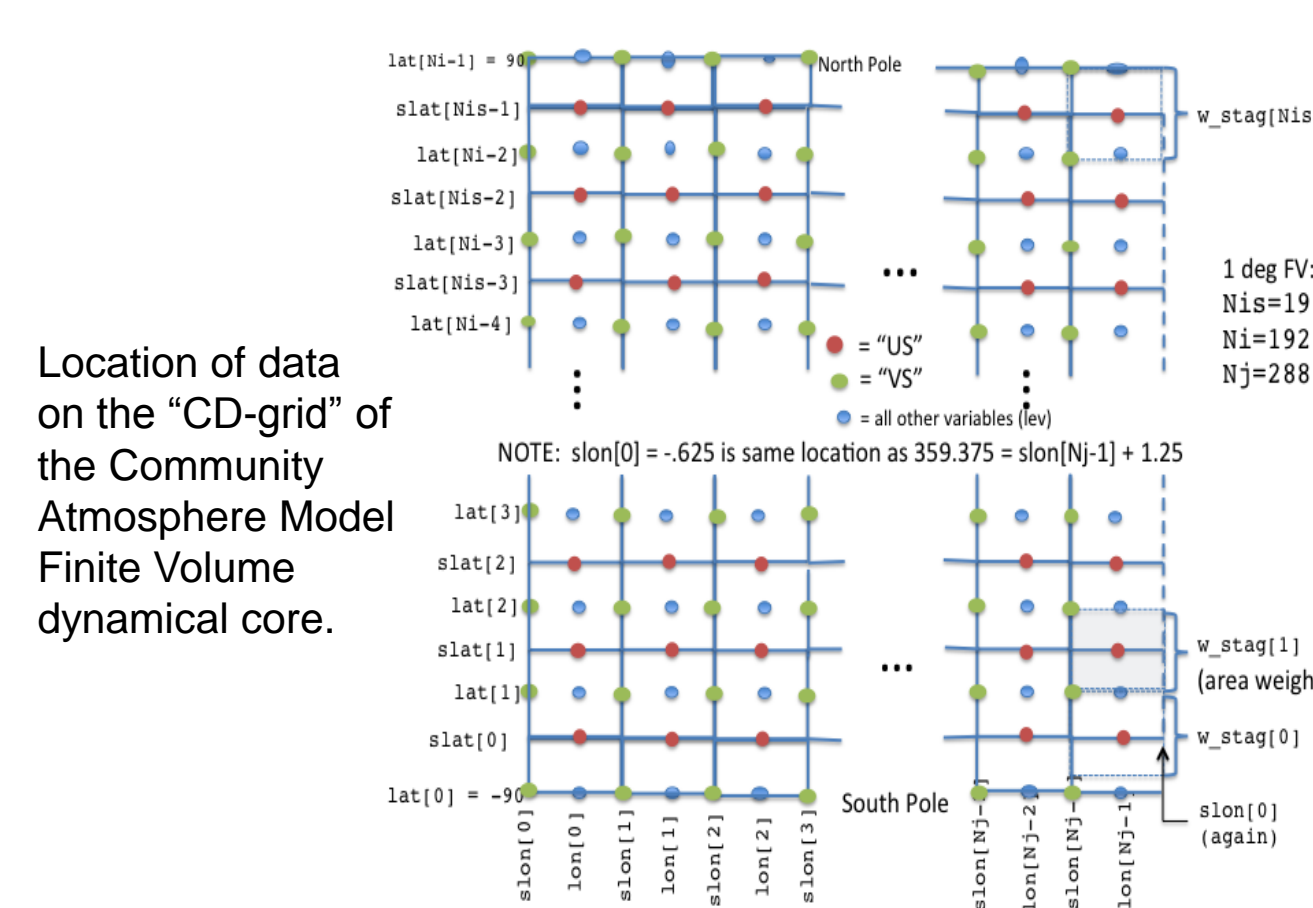 Location of data
on the “CD-grid” of
the Community
Atmosphere Model
Finite Volume
dynamical core.
lat[Ni-1] = 90
North Pole
slat[Nis-1]
w_stag[Nis
lat[Ni-2]
slat[Nis-2]
lat[Ni-3]
slat[Nis-3]
lat[Ni-4]
...
1 deg FV:
Nis=19
Ni=192
Nj=288
= “US”
= “VS”
= all other variables (lev)
NOTE: slon[0] = -.625 is same location as 359.375 = slon[Nj-1] + 1.25
lat[3]
slat[2]
lat[2]
slat[1]
lat[1]
slat[0]
lat[0] = -90
...
w_stag[1]
(area weigh
w_stag[0]
South Pole
slon[0]
(again)
slon[0]
lon[0]
slon[1]
lon[1]
slon[2]
lon[2]
slon[3]
lon[Nj-2]
lon[Nj-1]